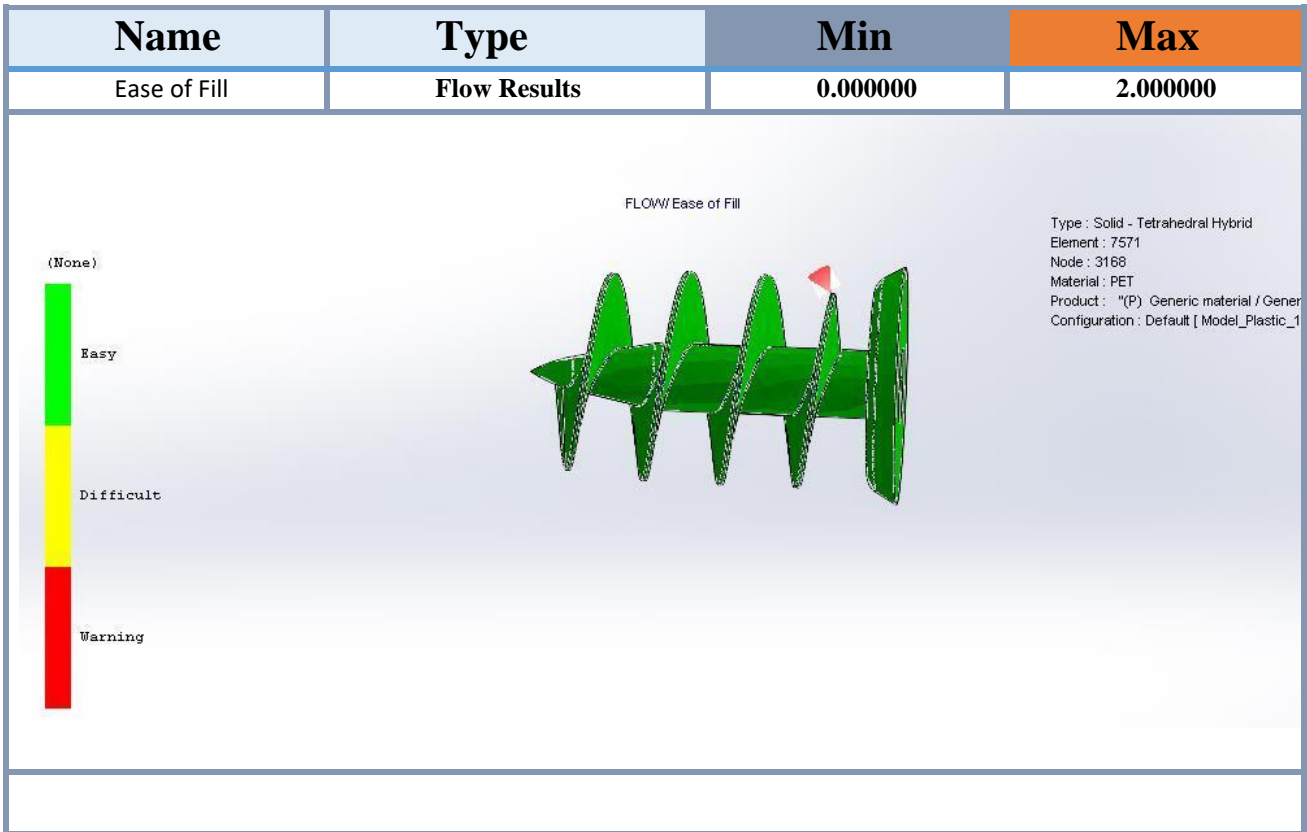 Name Type Min Max
Ease of Fill Flow Results 0.000000 2.000000
FLOW/ Ease of Fill
Type : Solid - Tetrahedral Hybrid
Element : 7571
Node : 3168
Material : PET
Product : "(P) Generic material / Gener
Configuration : Default [ Model_Plastic_1
(None)
Easy
Difficult
Warning